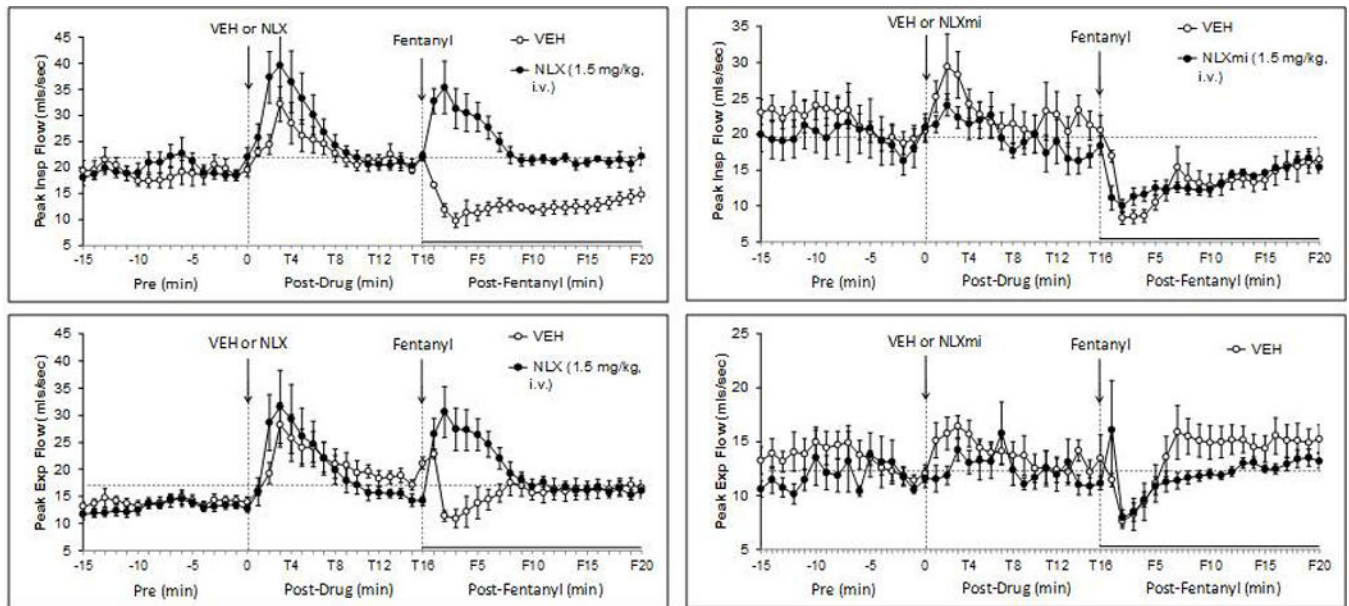 VEH or NLX
Fentanyl
VEH
NLX (1.5 mg/kg,
i.v.)
Peak Insp Flow (mls/sec)
45
40
35
30
25
20
15
10
5
-15 -10 -5 0 T4 T8 T12 T16 F5 F10 F15 F20
Pre (min) Post-Drug (min) Post-Fentanyl (min)
VEH or NLXmi
Fentanyl
VEH
NLXmi (1.5 mg/kg,
i.v.)
Peak Insp Flow (mls/sec)
35
30
25
20
15
10
5
-15 -10 -5 0 T4 T8 T12 T16 F5 F10 F15 F20
Pre (min) Post-Drug (min) Post-Fentanyl (min)
VEH or NLX
Fentanyl
VEH
NLX (1.5 mg/kg,
i.v.)
Peak Exp Flow (mls/sec)
45
40
35
30
25
20
15
10
5
-15 -10 -5 0 T4 T8 T12 T16 F5 F10 F15 F20
Pre (min) Post-Drug (min) Post-Fentanyl (min)
VEH or NLXmi
Fentanyl
VEH
Peak Exp Flow (mls/sec)
25
20
15
10
5
-15 -10 -5 0 T4 T8 T12 T16 F5 F10 F15 F20
Pre (min) Post-Drug (min) Post-Fentanyl (min)